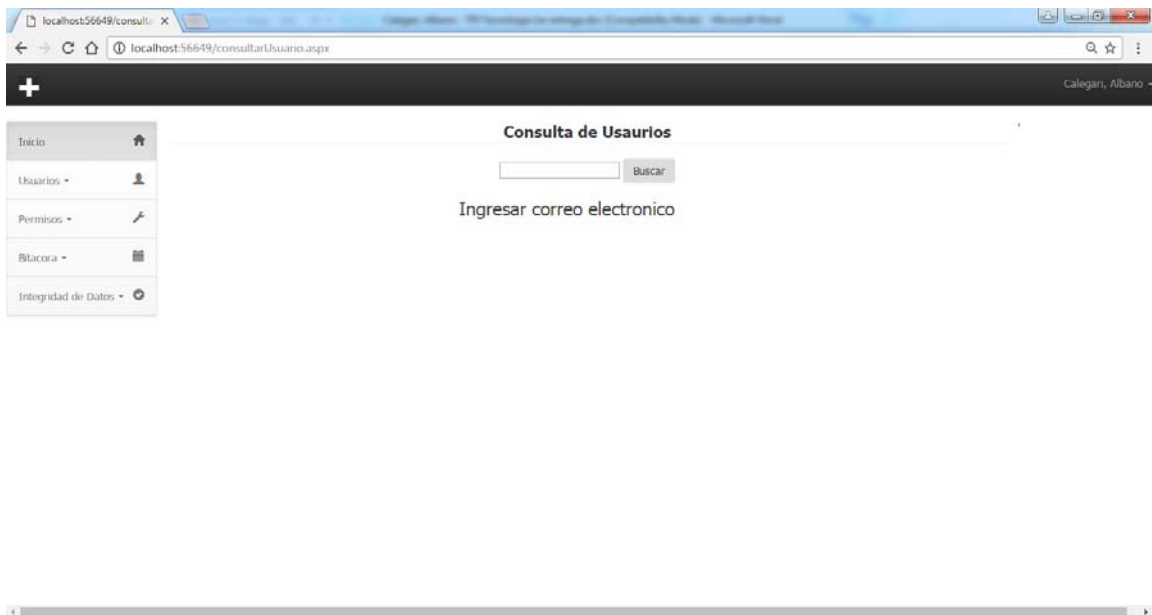 localhost:56649/consulta
localhost:56649/consultarUsuario.aspx
Calegari, Albano
Inicio
Usuarios
Permisos
Bitacora
Integridad de Datos
Consulta de Usaurios
Buscar
Ingresar correo electronico